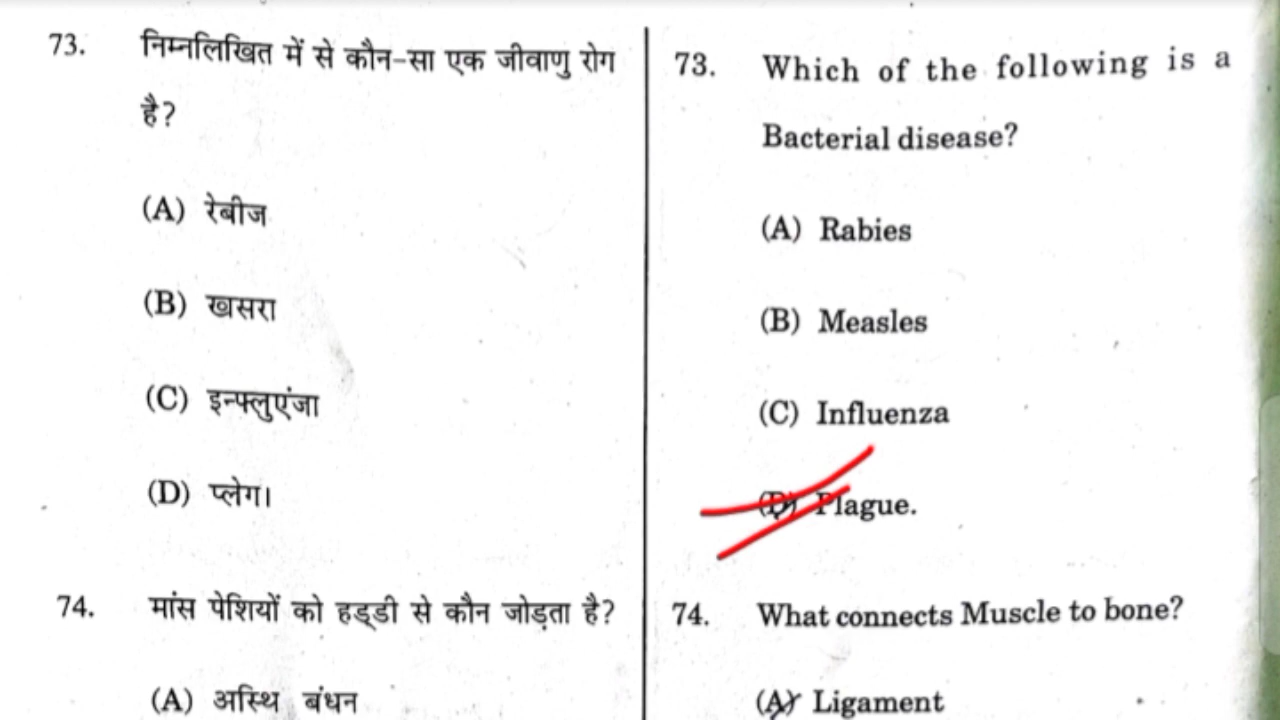 73. निम्नलिखित में से कौन-सा एक जीवाणु रोग
है?
(A) रेबीज
(B) खसरा
(C) इन्फ्लुएंजा
(D) प्लेग।
74. मांस पेशियों को हड्डी से कौन जोड़ता है?
(A) अस्थि बंधन
73. Which of the following is a
Bacterial disease?
(A) Rabies
(B) Measles
(C) Influenza
(D) Plague.
74. What connects Muscle to bone?
(A) Ligament